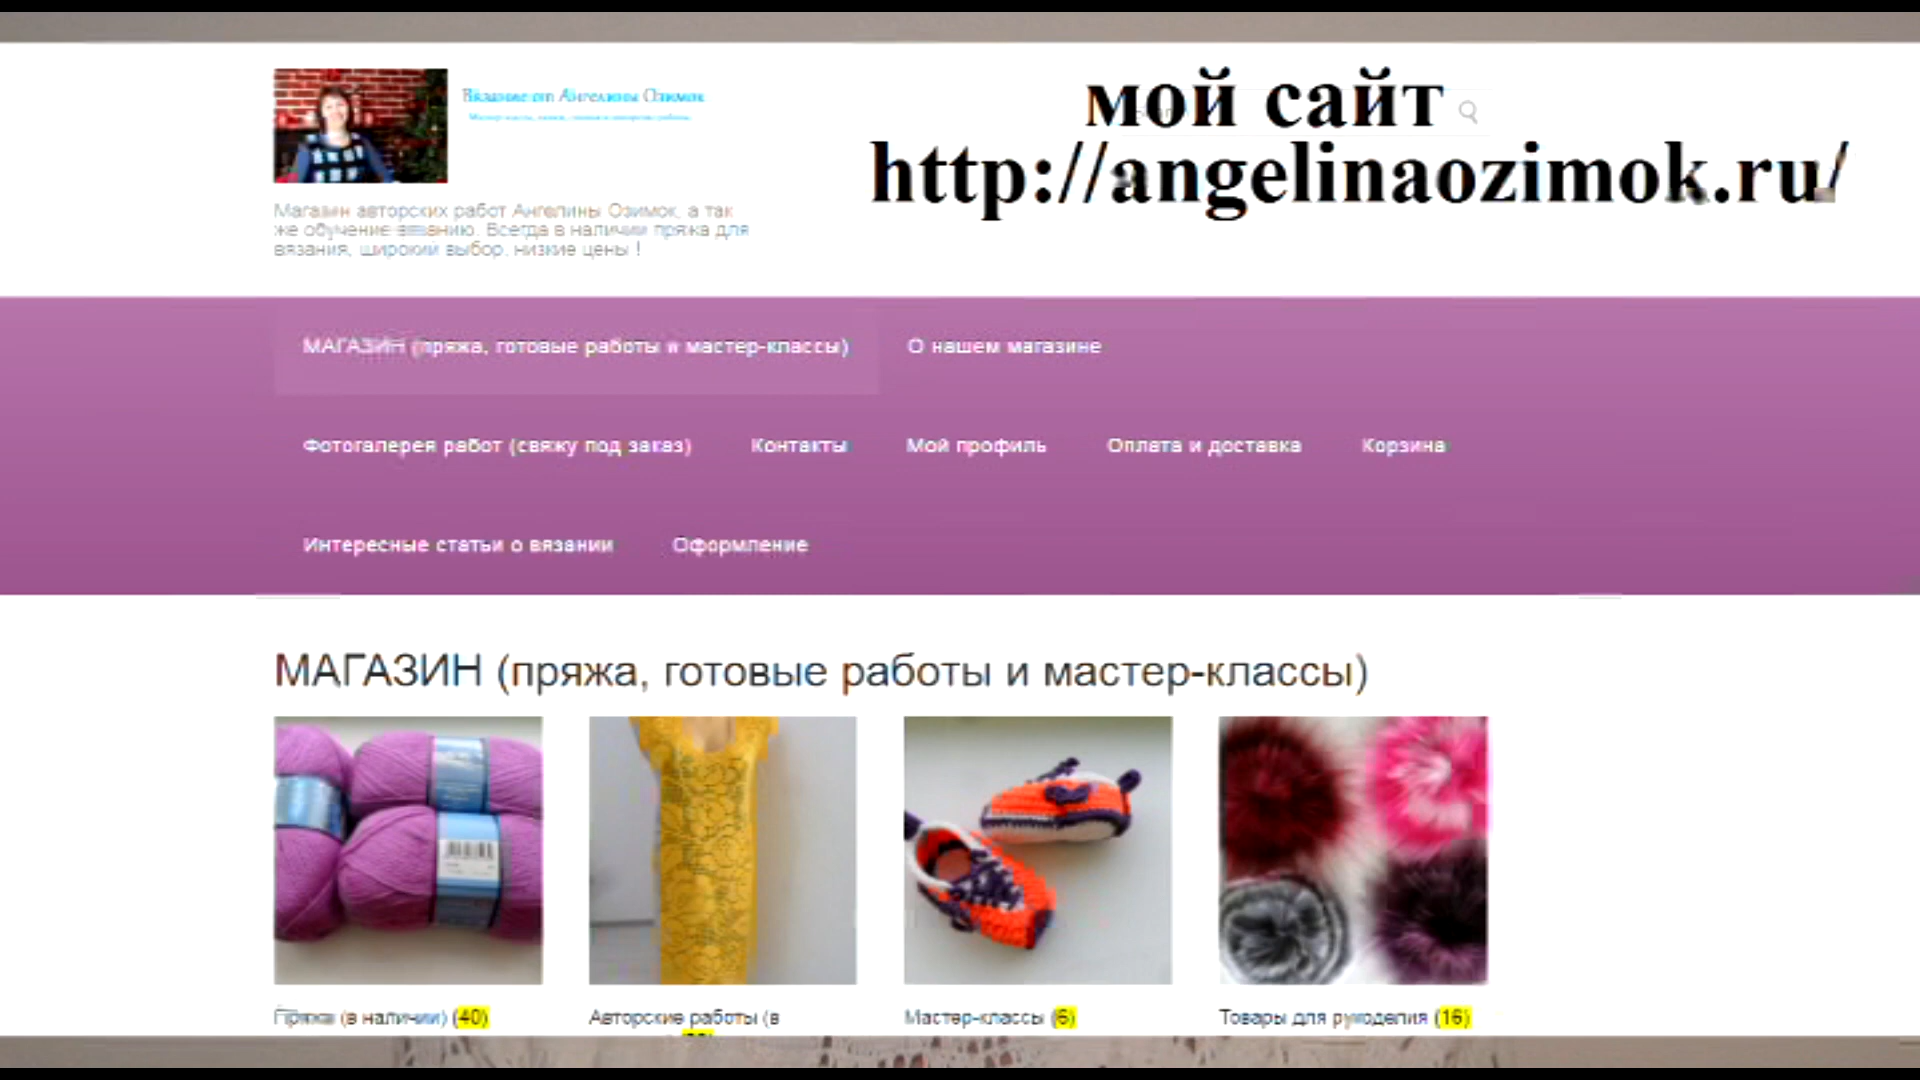 Вязание от Ангелины Озимок
мой сайт
http://angelinaozimok.ru/
Магазин авторских работ Ангелины Озимок, а так
же обучение вязанию. Всегда в наличии пряжа для
вязания, широкий выбор, низкие цены !
МАГАЗИН (пряжа, готовые работы и мастер-классы)
О нашем магазине
Фотогалерея работ (свяжу под заказ)
Контакты
Мой профиль
Оплата и доставка
Корзина
Интересные статьи о вязании
Оформление
МАГАЗИН (пряжа, готовые работы и мастер-классы)
Пряжа (в наличии) (40)
Авторские работы (в
Мастер-классы (6)
Товары для рукоделия (16)